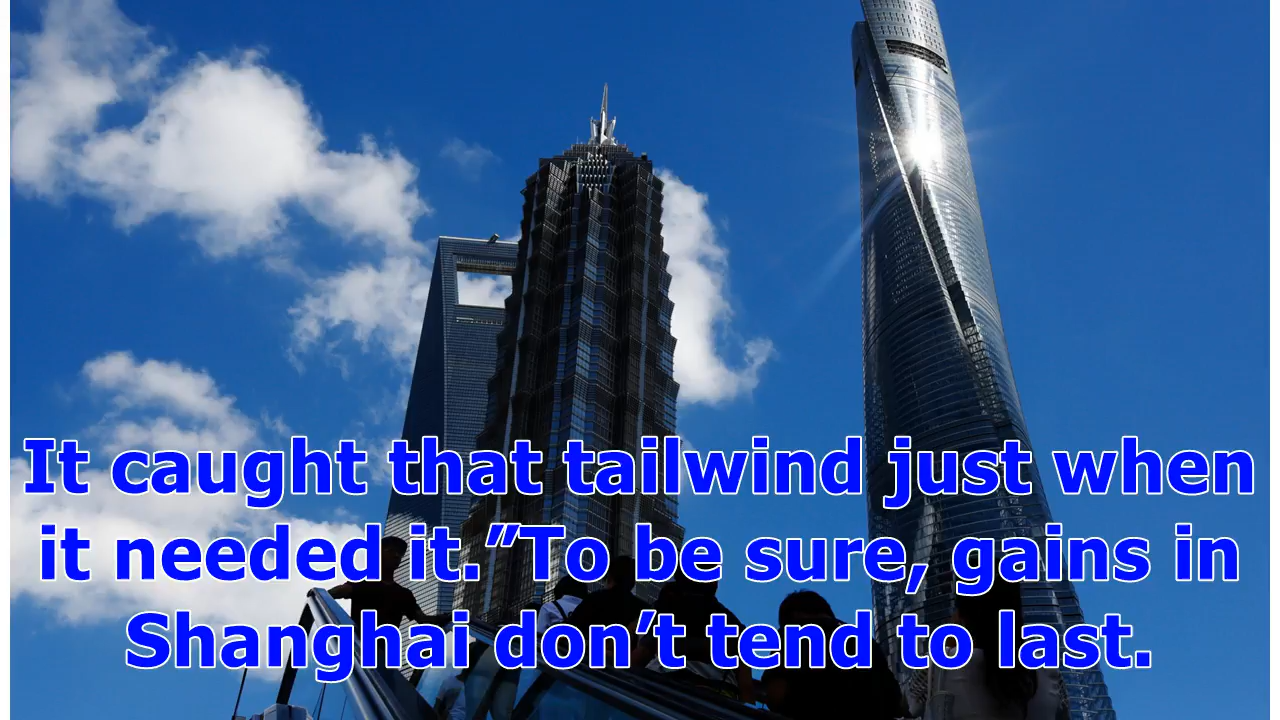 It caught that tailwind just when
it needed it. ”To be sure, gains in
Shanghai don’t tend to last.